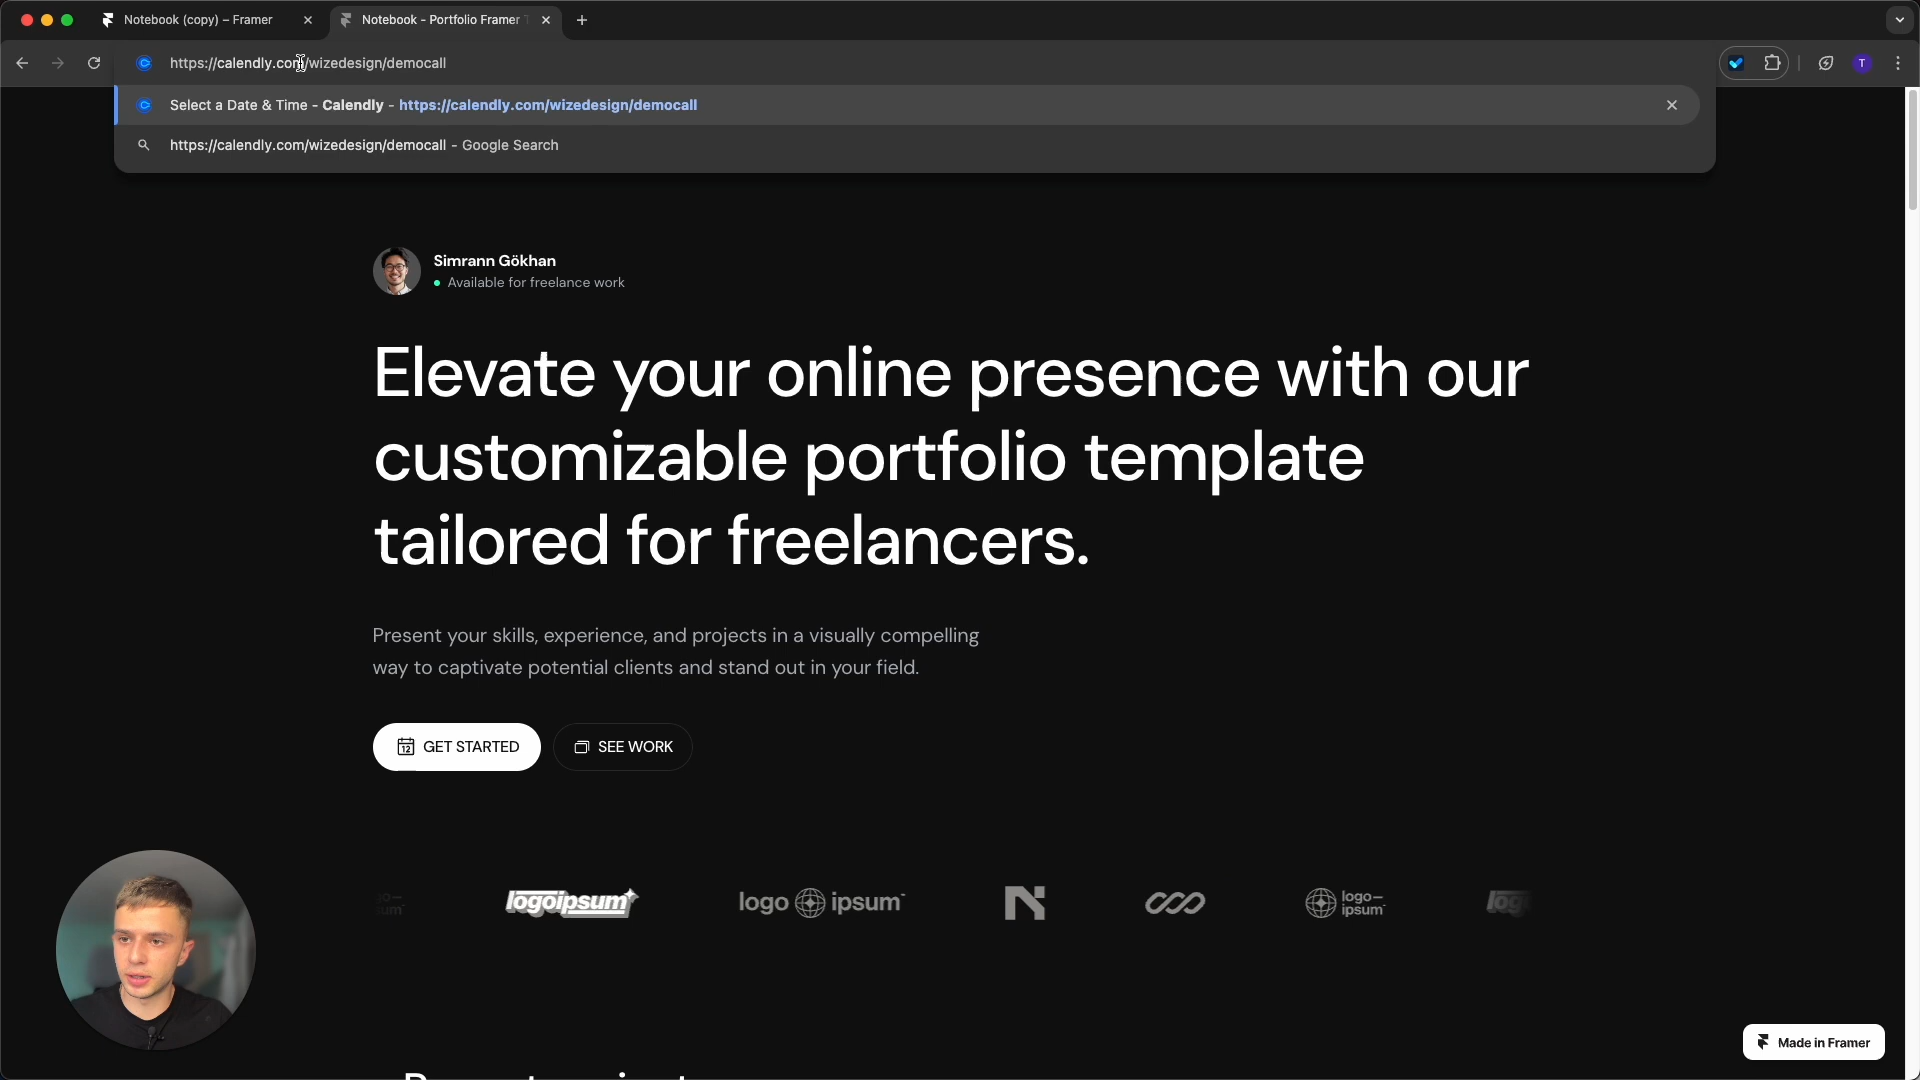 Notebook (copy) – Framer
Notebook - Portfolio Framer
https://calendly.com/wizedesign/democall
T
Select a Date & Time - Calendly - https://calendly.com/wizedesign/democall
https://calendly.com/wizedesign/democall - Google Search
Simrann Gökhan
Available for freelance work
Elevate your online presence with our
customizable portfolio template
tailored for freelancers.
Present your skills, experience, and projects in a visually compelling
way to captivate potential clients and stand out in your field.
12 GET STARTED
SEE WORK
logoipsum
logo ipsum
logo—
ipsum
Made in Framer